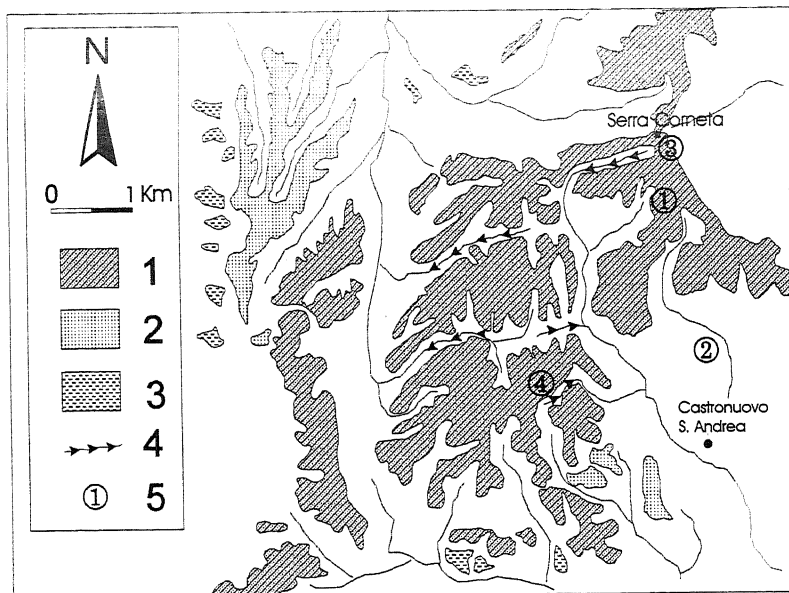 N
0 1 Km
1
2
3
4
① 5
Serra Corneta
③
①
②
④
Castronuovo
S. Andrea